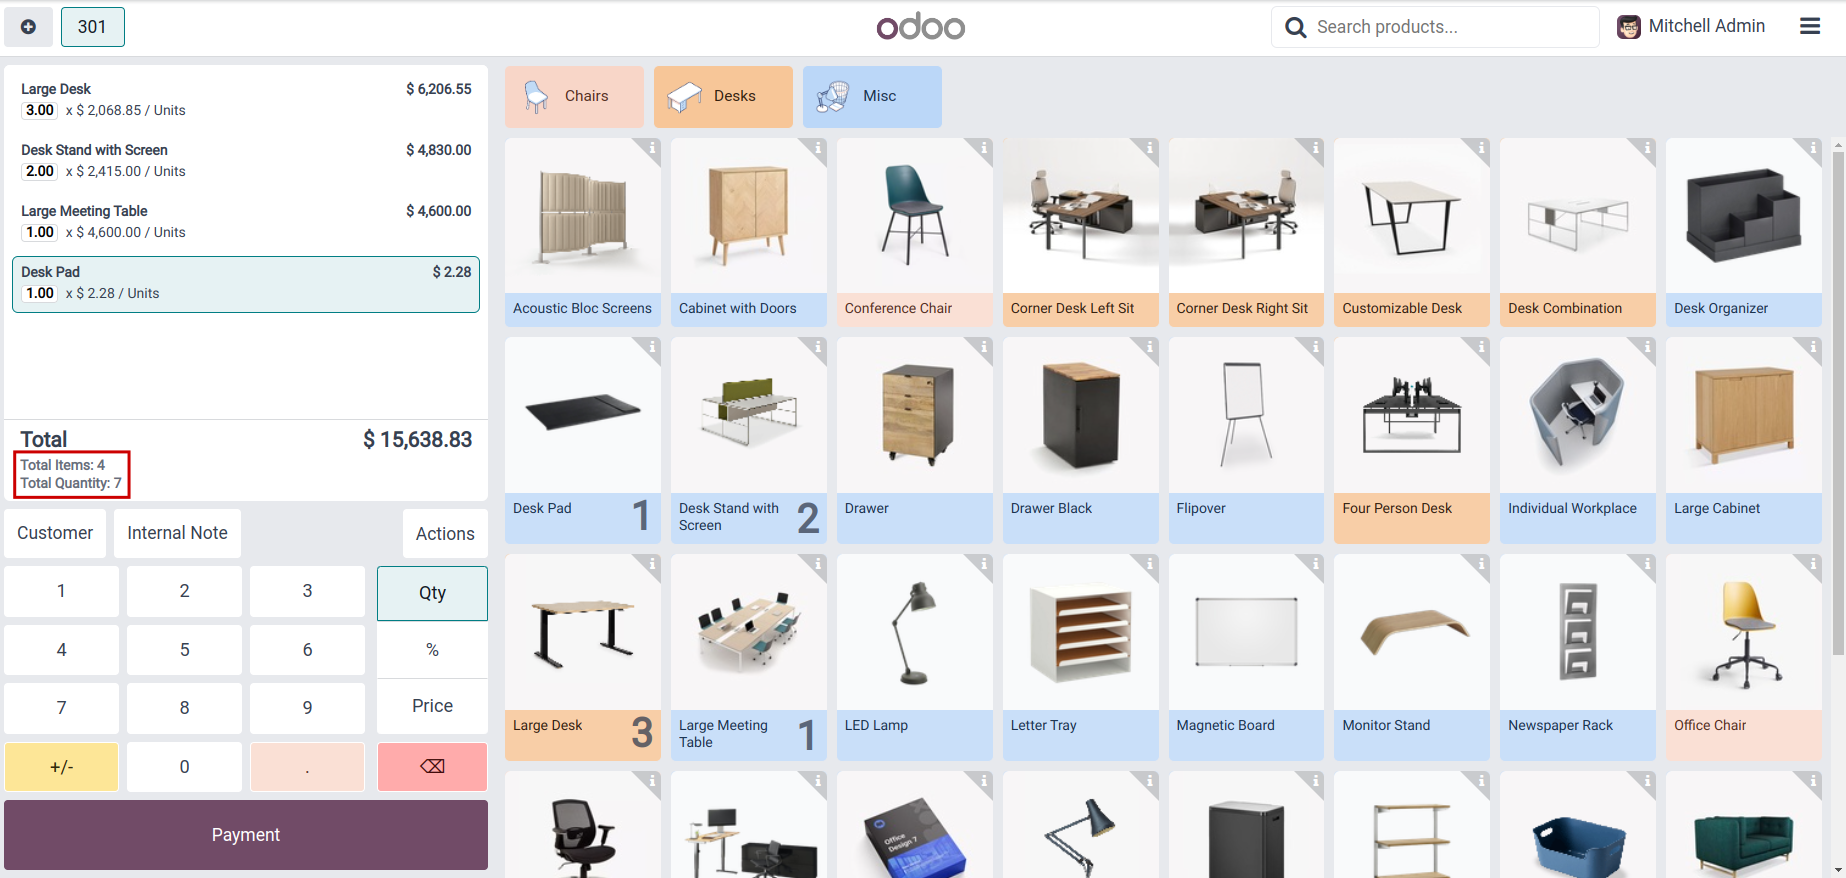 301
odoo
Search products...
Mitchell Admin
Large Desk
$ 6,206.55
3.00 x $ 2,068.85 / Units
Desk Stand with Screen
$ 4,830.00
2.00 x $ 2,415.00 / Units
Large Meeting Table
$ 4,600.00
1.00 x $ 4,600.00 / Units
Desk Pad
$ 2.28
1.00 x $ 2.28 / Units
Total
$ 15,638.83
Total Items: 4
Total Quantity: 7
Customer
Internal Note
Actions
1
2
3
Qty
4
5
6
%
7
8
9
Price
+/-
0
.
Payment
Chairs
Desks
Misc
Acoustic Bloc Screens
Cabinet with Doors
Conference Chair
Corner Desk Left Sit
Corner Desk Right Sit
Customizable Desk
Desk Combination
Desk Organizer
Desk Pad
1
Desk Stand with
Screen
2
Drawer
Drawer Black
Flipover
Four Person Desk
Individual Workplace
Large Cabinet
Large Desk
3
Large Meeting
Table
1
LED Lamp
Letter Tray
Magnetic Board
Monitor Stand
Newspaper Rack
Office Chair
Office
Design 7